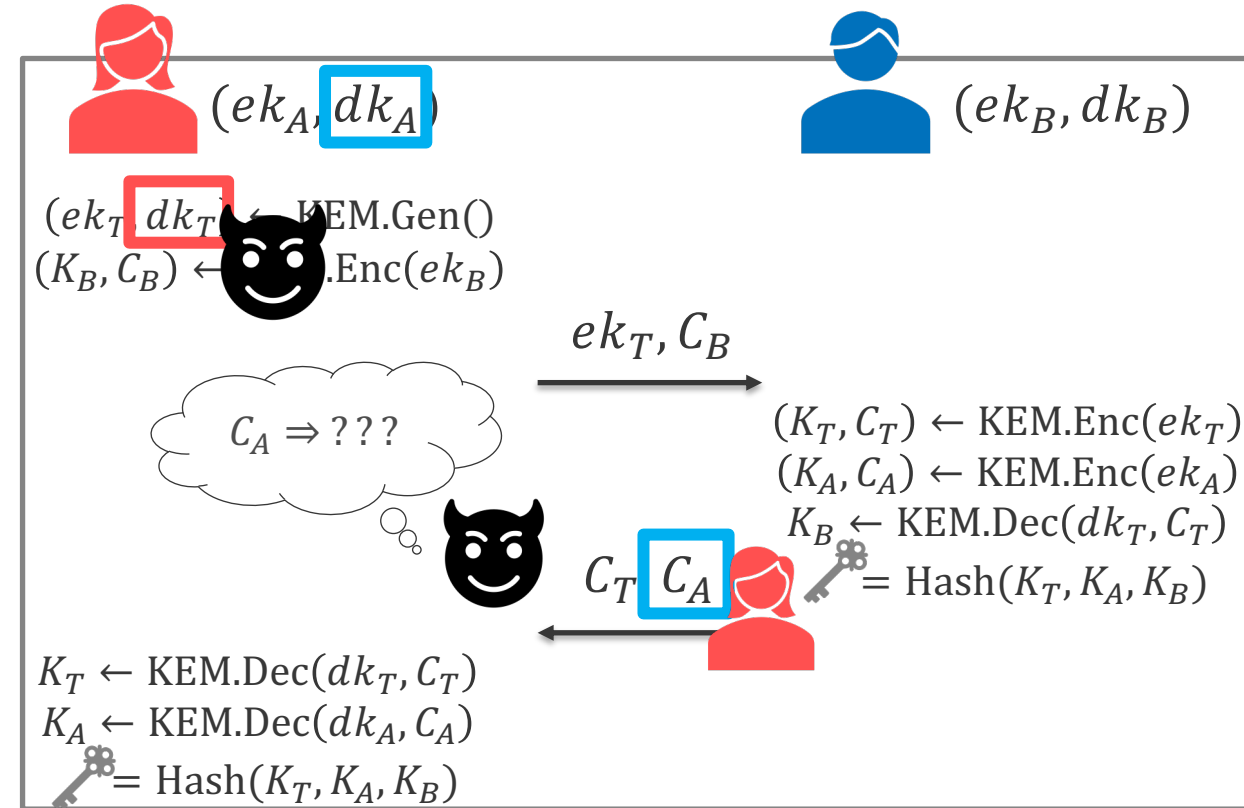 (ek_A, dk_A)
(ek_B, dk_B)
(ek_T, dk_T) ← KEM.Gen()
(K_B, C_B) ← .Enc(ek_B)
ek_T, C_B
C_A ⇒ ? ? ?
(K_T, C_T) ← KEM.Enc(ek_T)
(K_A, C_A) ← KEM.Enc(ek_A)
K_B ← KEM.Dec(dk_T, C_T)
= Hash(K_T, K_A, K_B)
C_T C_A
K_T ← KEM.Dec(dk_T, C_T)
K_A ← KEM.Dec(dk_A, C_A)
= Hash(K_T, K_A, K_B)